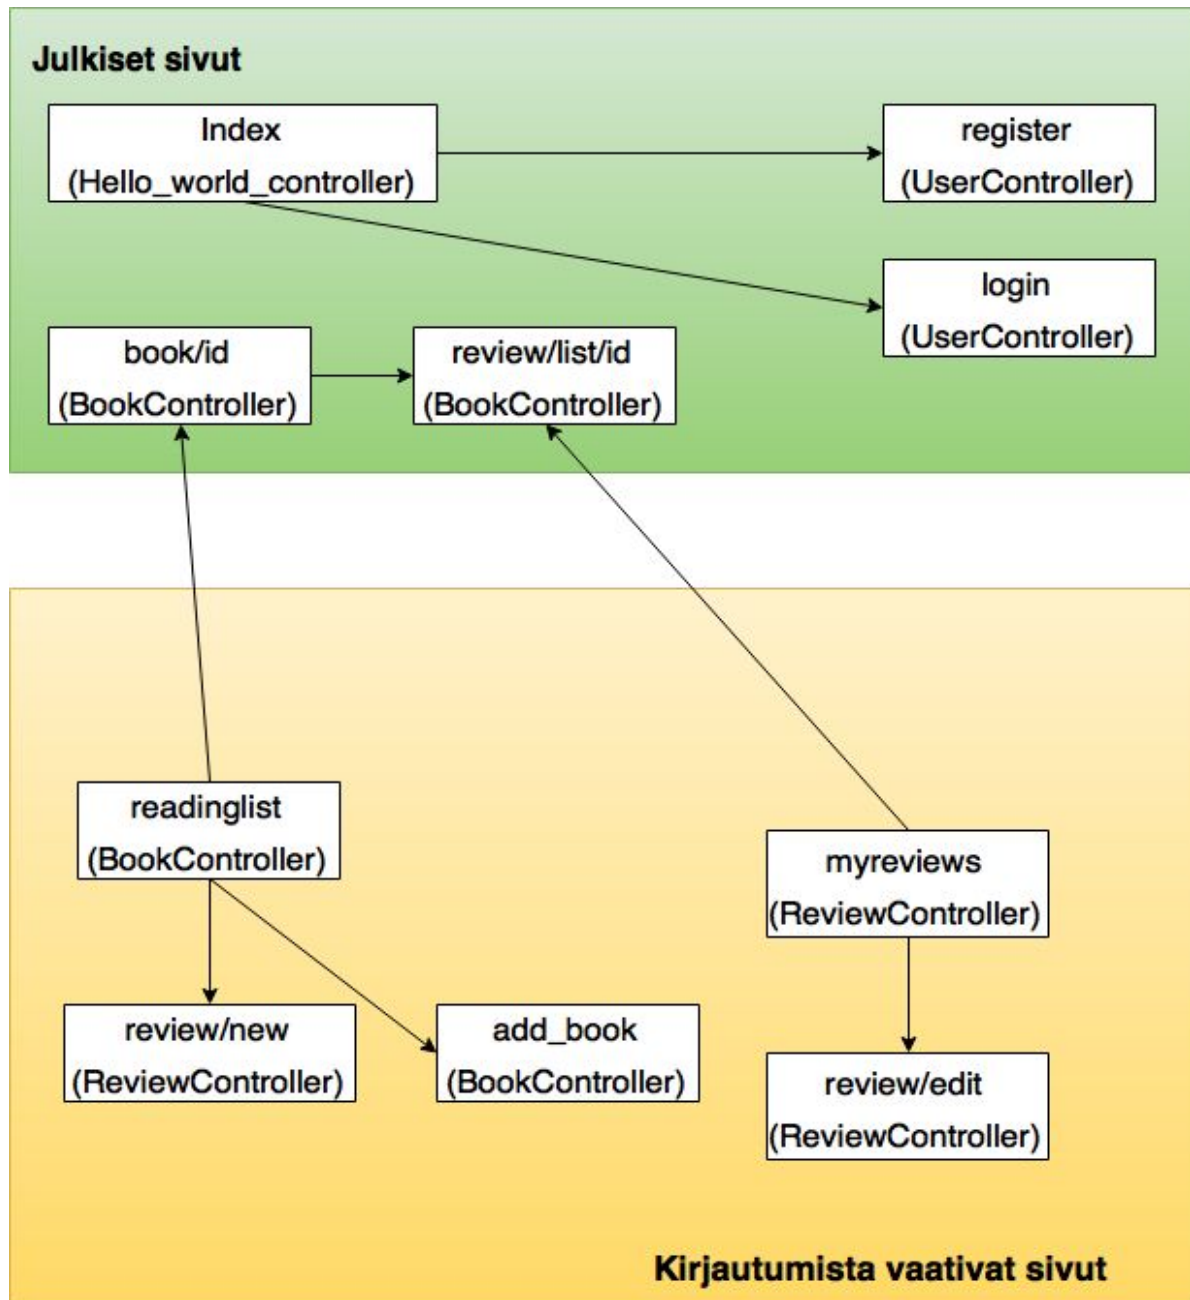 Julkiset sivut
Index
(Hello_world_controller)
register
(UserController)
login
(UserController)
book/id
(BookController)
review/list/id
(BookController)
readinglist
(BookController)
myreviews
(ReviewController)
review/new
(ReviewController)
add_book
(BookController)
review/edit
(ReviewController)
Kirjautumista vaativat sivut